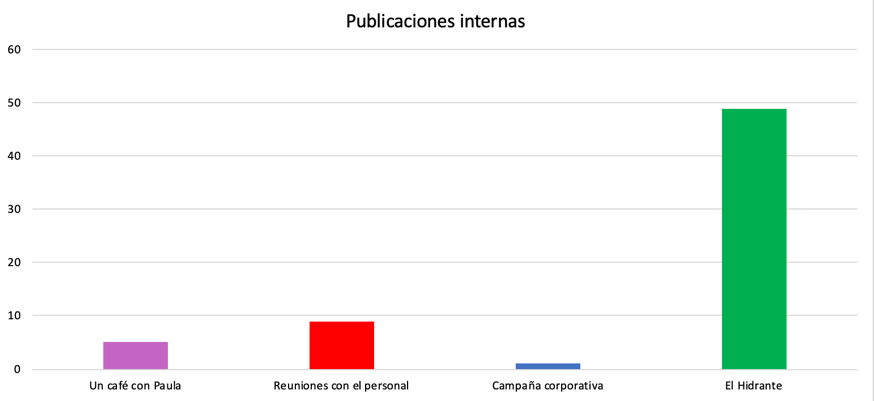 Publicaciones internas
60
50
40
30
20
10
0
Un café con Paula
Reuniones con el personal
Campaña corporativa
El Hidrante